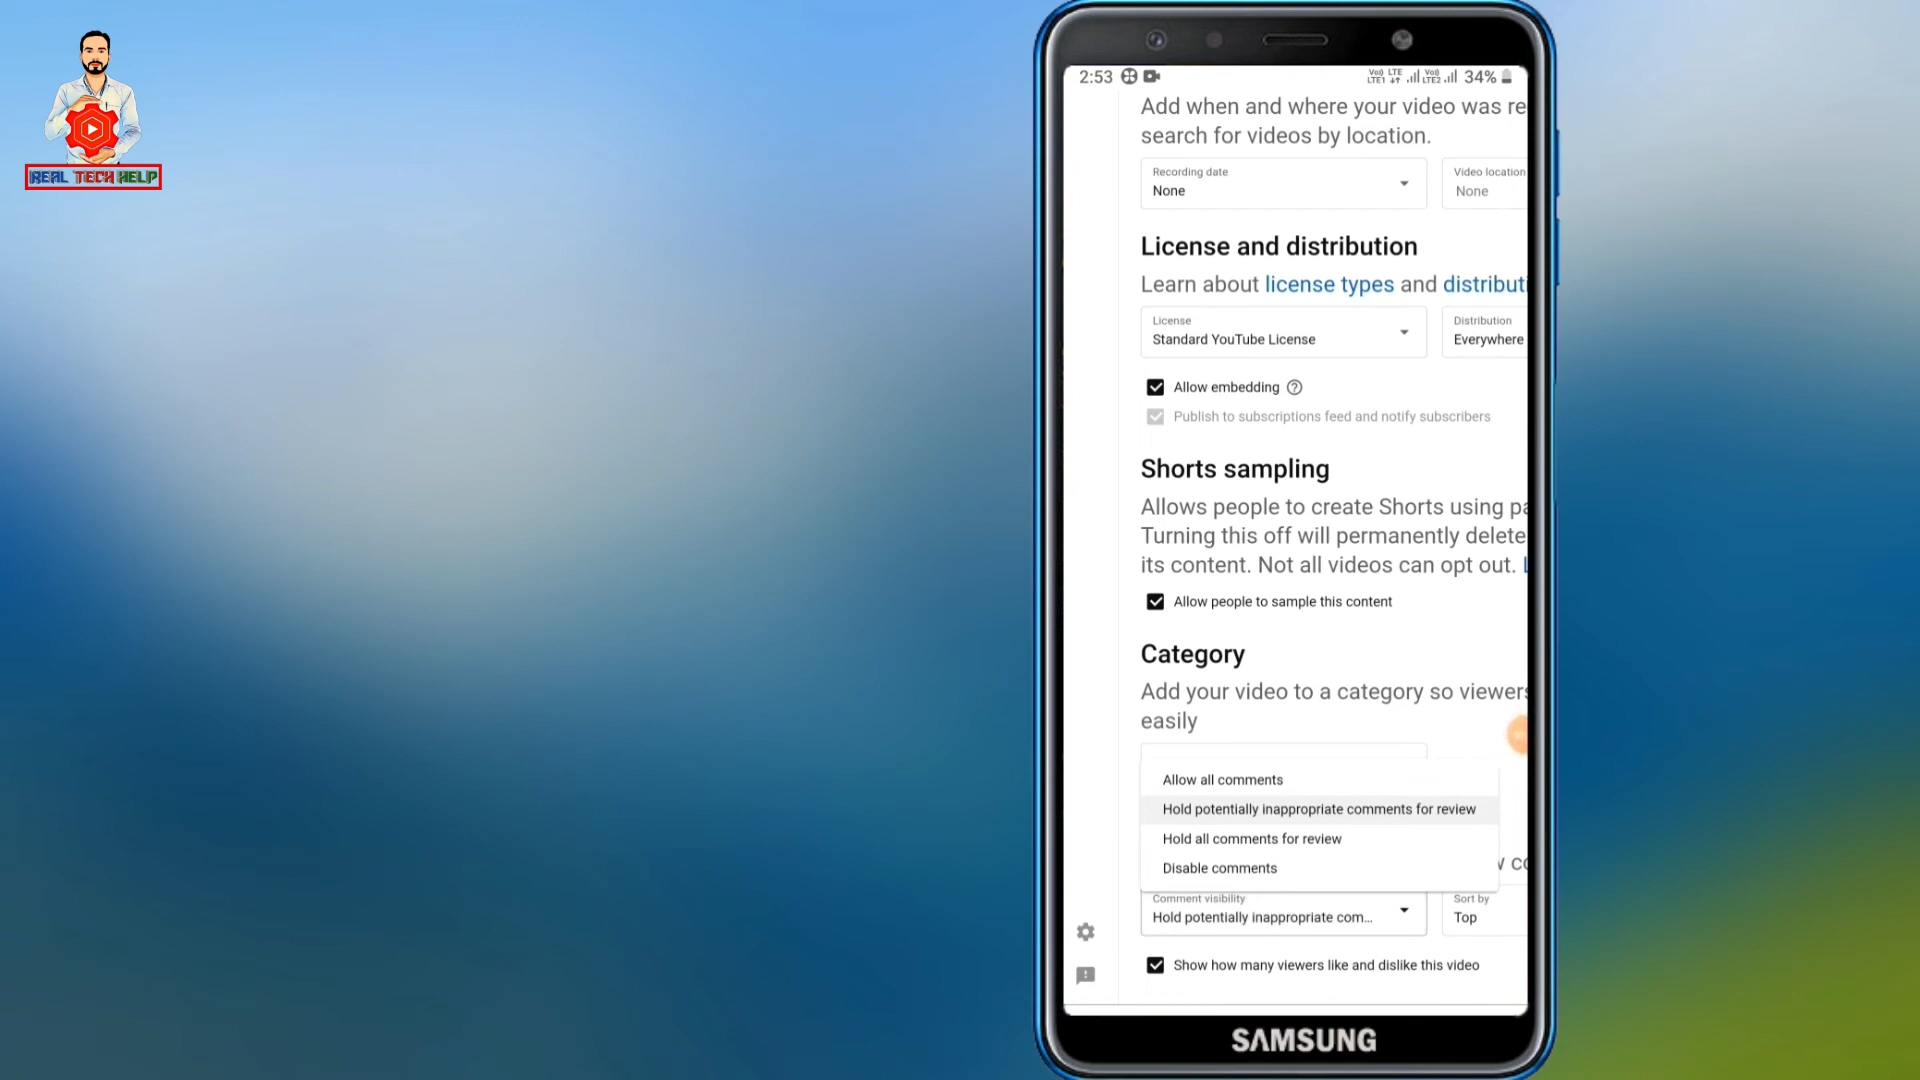 REAL TECH HELP
2:53
Vo) LTE1 LTE Vo) LTE2 34%
Add when and where your video was re
search for videos by location.
Recording date
None
Video location
None
License and distribution
Learn about license types and distributi
License
Standard YouTube License
Distribution
Everywhere
Allow embedding
Publish to subscriptions feed and notify subscribers
Shorts sampling
Allows people to create Shorts using pa
Turning this off will permanently delete
its content. Not all videos can opt out.
Allow people to sample this content
Category
Add your video to a category so viewers
easily
Allow all comments
Hold potentially inappropriate comments for review
Hold all comments for review
Disable comments
Comment visibility
Hold potentially inappropriate com...
Sort by
Top
Show how many viewers like and dislike this video
SAMSUNG